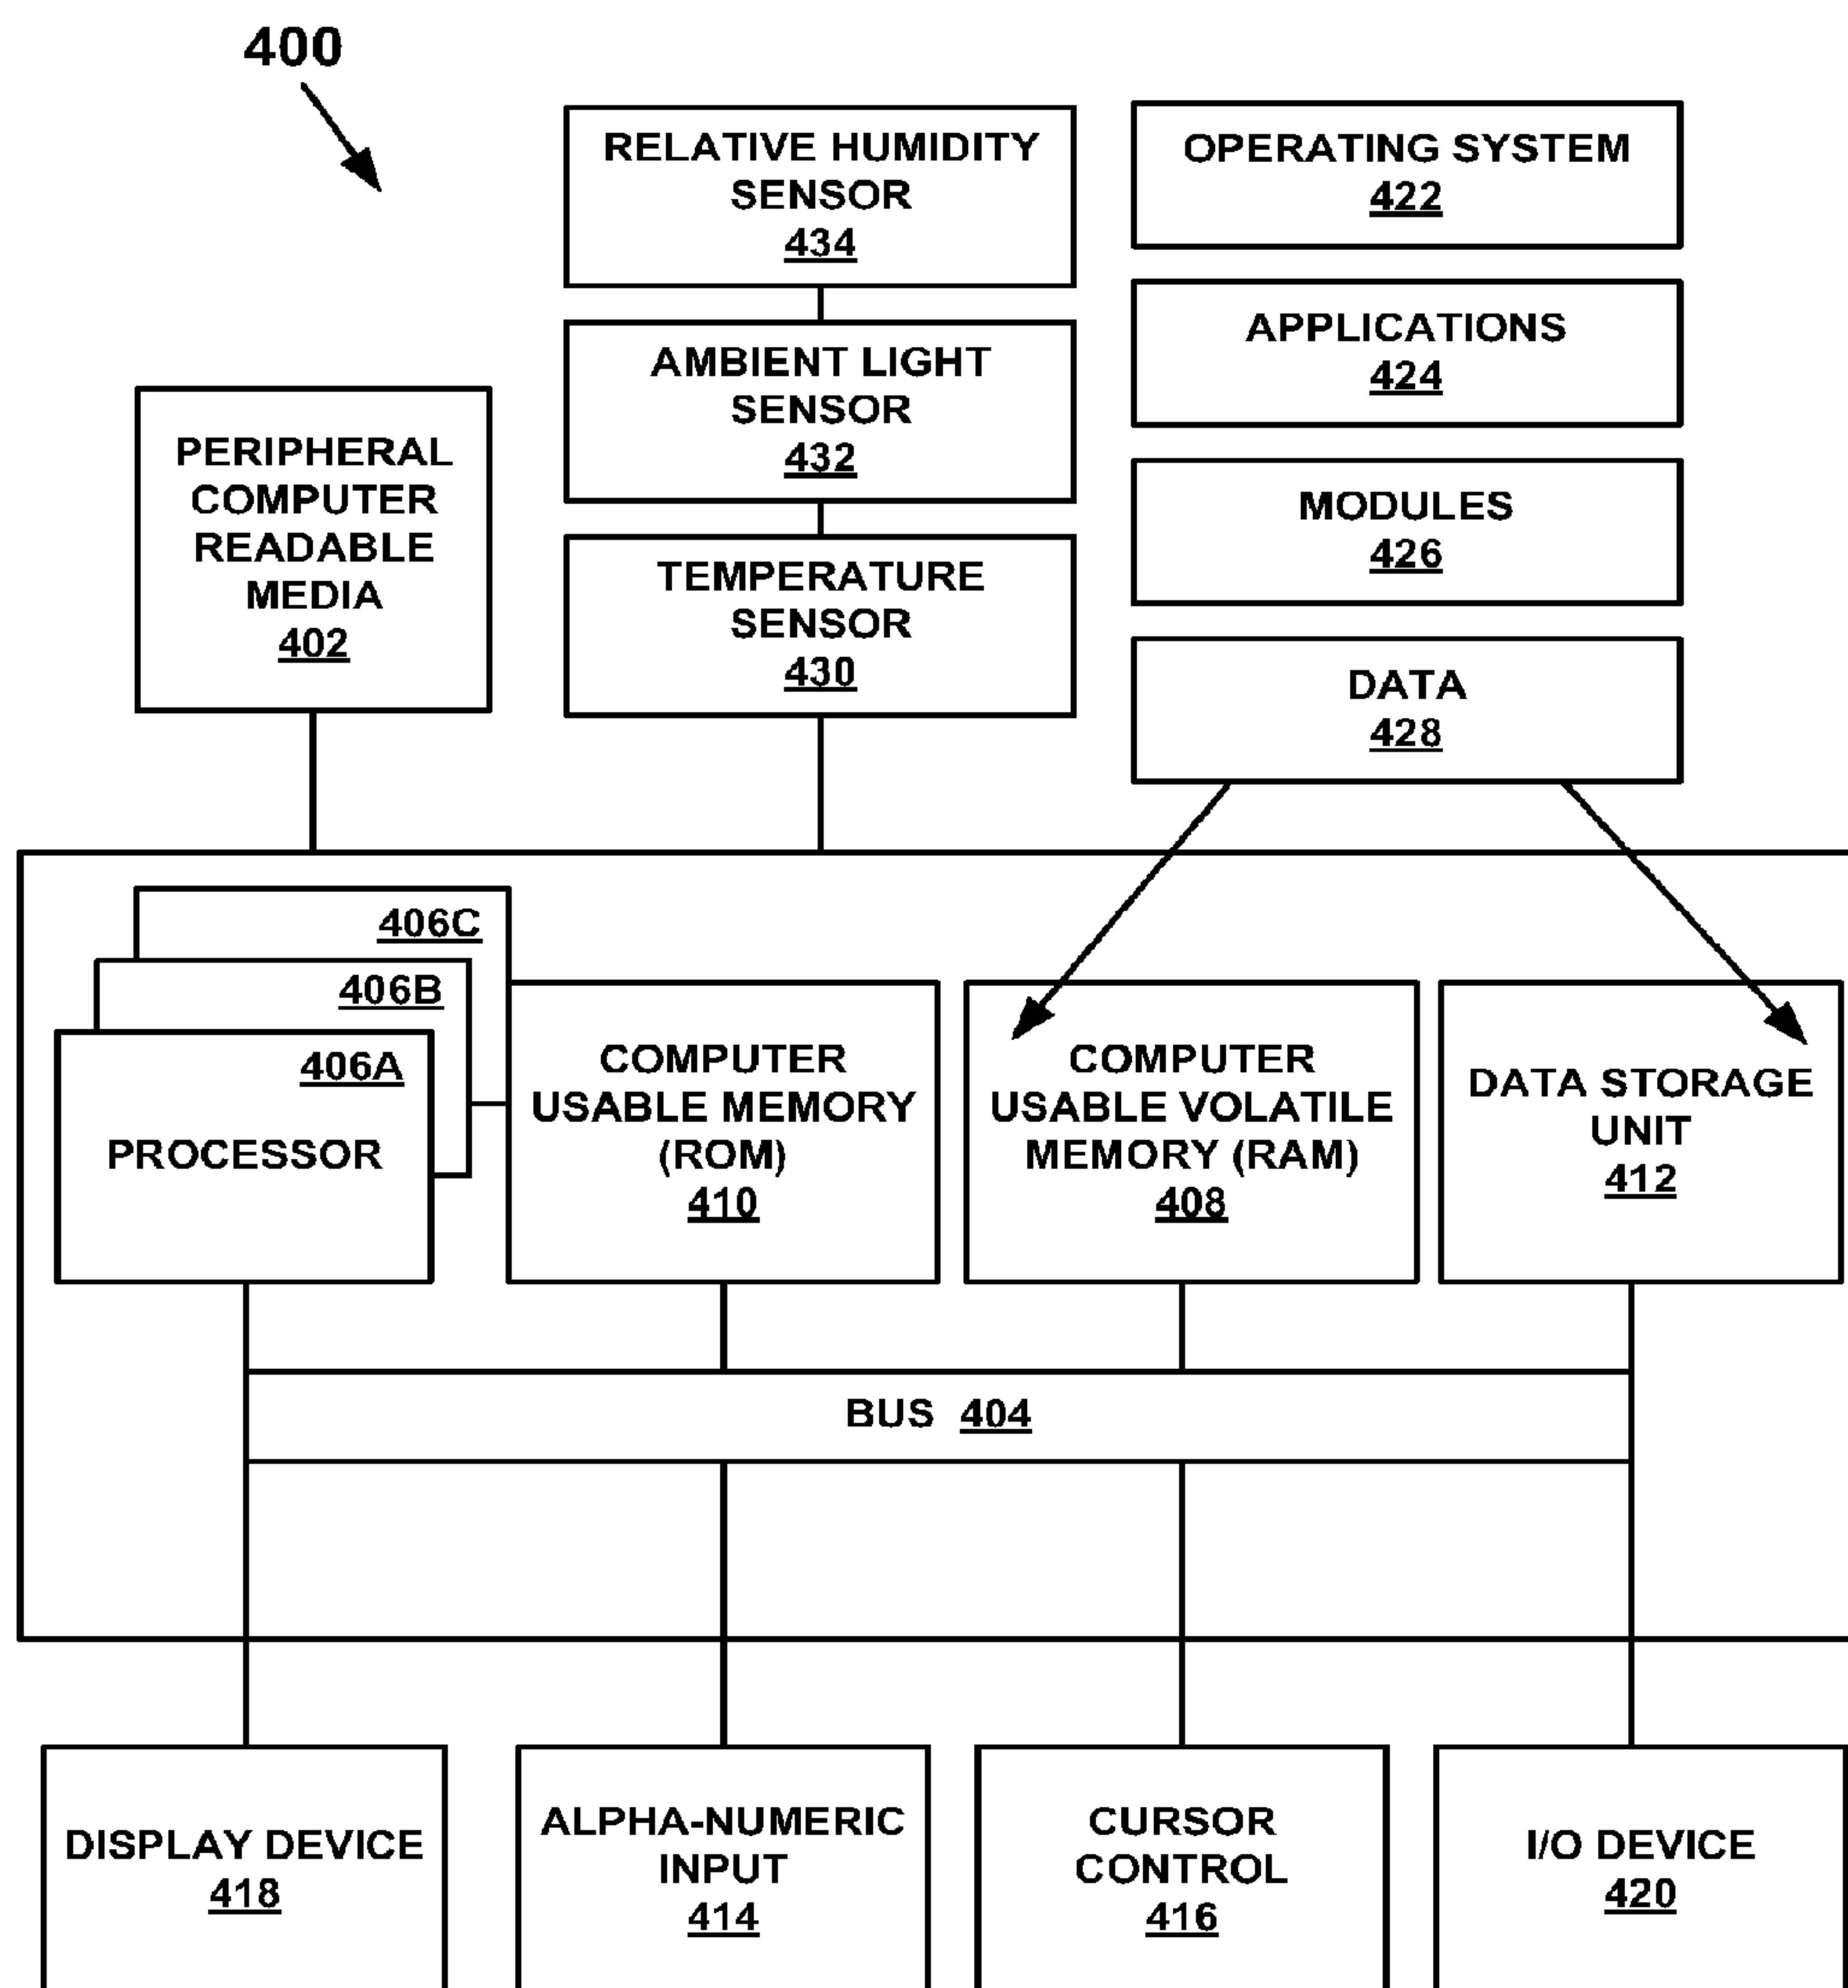 400
RELATIVE HUMIDITY
SENSOR
434
OPERATING SYSTEM
422
AMBIENT LIGHT
SENSOR
432
APPLICATIONS
424
PERIPHERAL
COMPUTER
READABLE
MEDIA
402
TEMPERATURE
SENSOR
430
MODULES
426
DATA
428
406C
406B
406A
PROCESSOR
COMPUTER
USABLE MEMORY
(ROM)
410
COMPUTER
USABLE VOLATILE
MEMORY (RAM)
408
DATA STORAGE
UNIT
412
BUS 404
DISPLAY DEVICE
418
ALPHA-NUMERIC
INPUT
414
CURSOR
CONTROL
416
I/O DEVICE
420